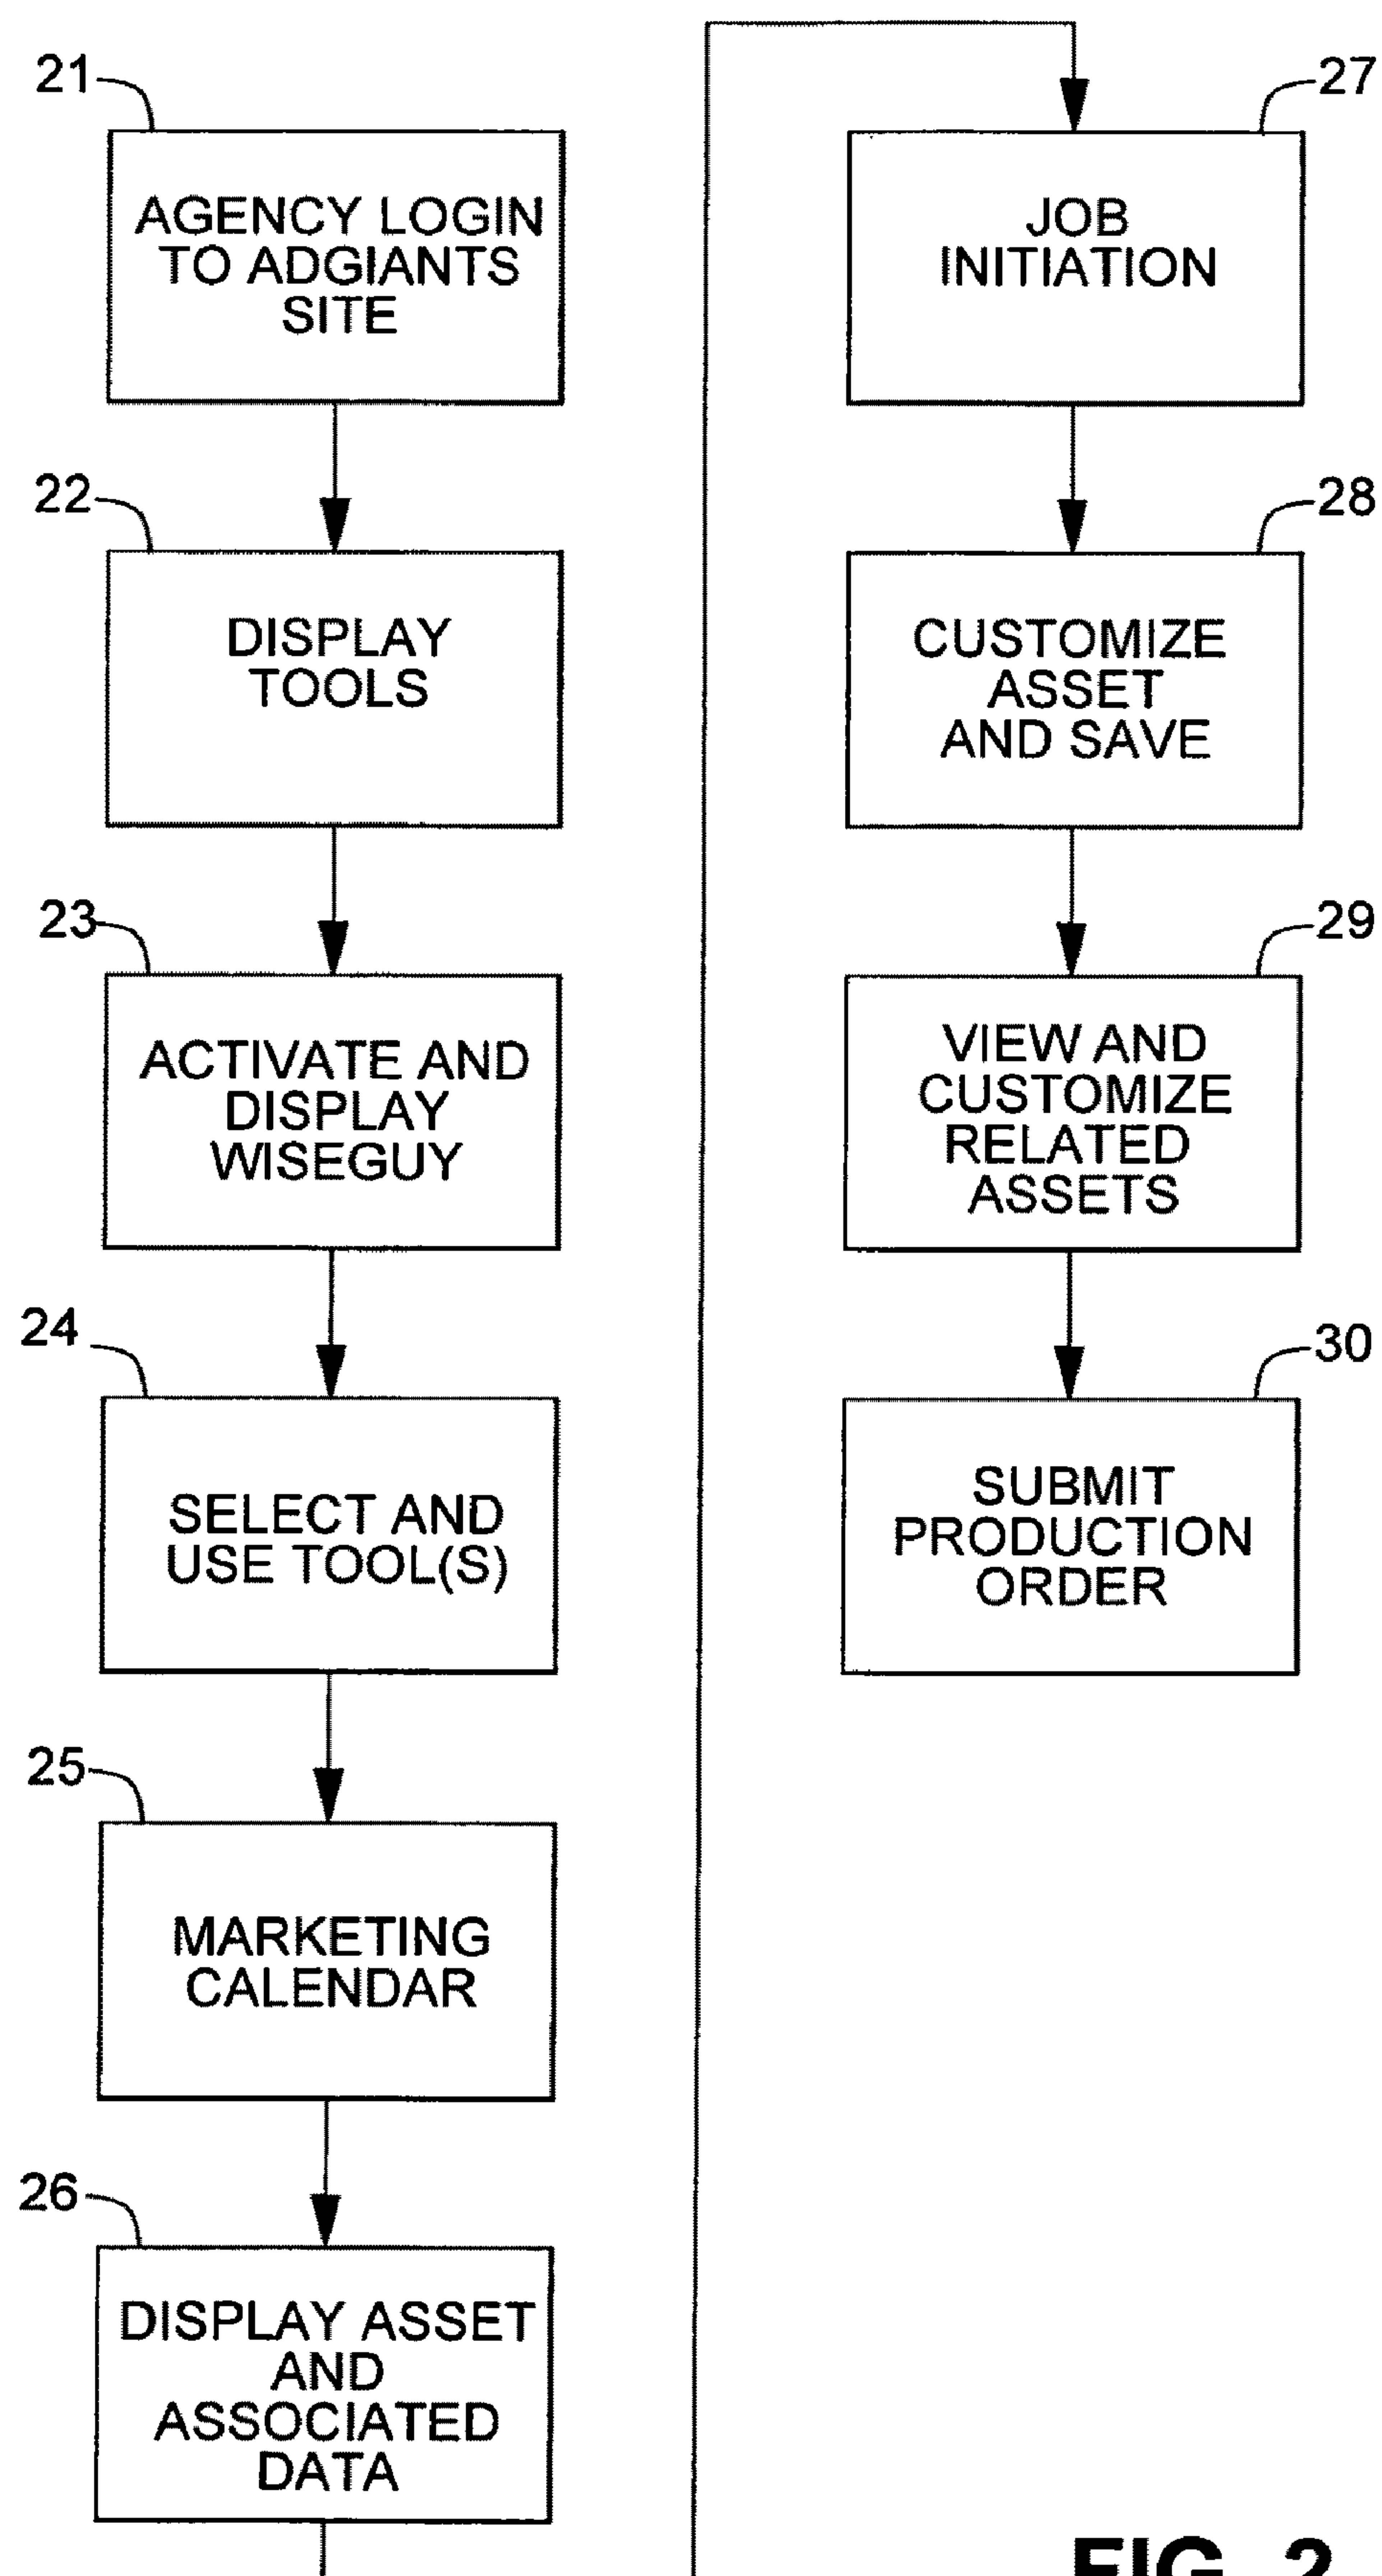 21
AGENCY LOGIN
TO ADGIANTS
SITE
22
DISPLAY
TOOLS
23
ACTIVATE AND
DISPLAY
WISEGUY
24
SELECT AND
USE TOOL(S)
25
MARKETING
CALENDAR
26
DISPLAY ASSET
AND
ASSOCIATED
DATA
27
JOB
INITIATION
28
CUSTOMIZE
ASSET
AND SAVE
29
VIEW AND
CUSTOMIZE
RELATED
ASSETS
30
SUBMIT
PRODUCTION
ORDER
FIG. 2